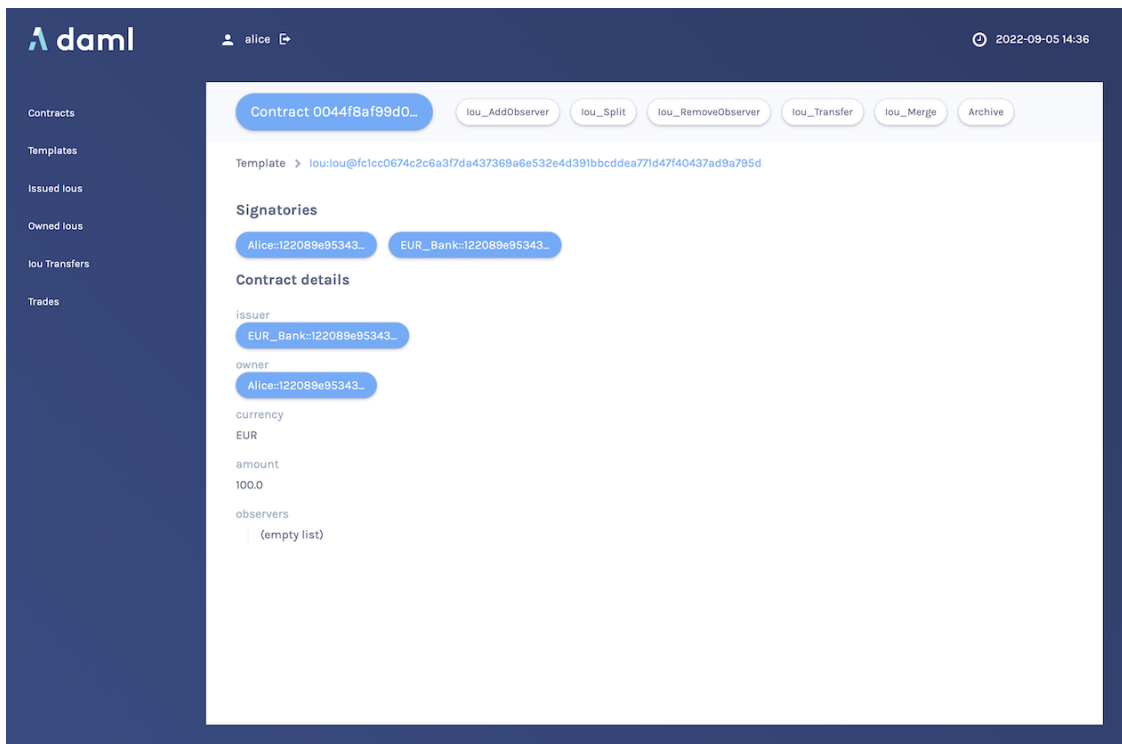 daml
alice
2022-09-05 14:36
Contracts
Templates
Issued Ious
Owned Ious
Iou Transfers
Trades
Contract 0044f8af99d0...
Iou_AddObserver
Iou_Split
Iou_RemoveObserver
Iou_Transfer
Iou_Merge
Archive
Template > Iou:Iou@fc1cc0674c2c6a3f7da437369a6e532e4d391bbcddea771d47f40437ad9a795d
Signatories
Alice::122089e95343... EUR_Bank::122089e95343...
Contract details
issuer
EUR_Bank::122089e95343...
owner
Alice::122089e95343...
currency
EUR
amount
100.0
observers
(empty list)